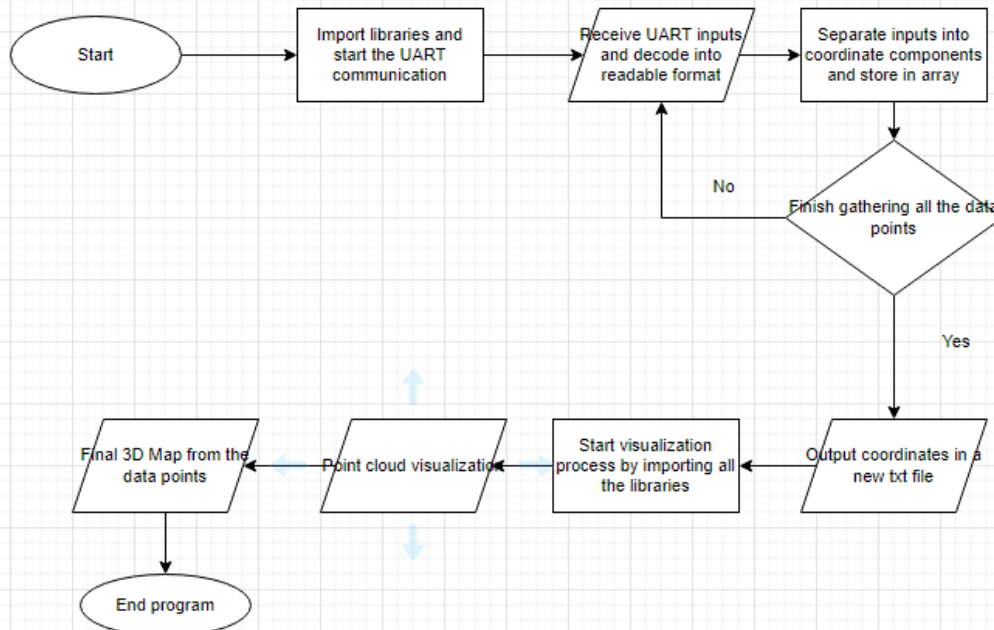 Start
Import libraries and
start the UART
communication
Receive UART inputs
and decode into
readable format
Separate inputs into
coordinate components
and store in array
No
Finish gathering all the data
points
Yes
Output coordinates in a
new txt file
Start visualization
process by importing all
the libraries
Point cloud visualization
Final 3D Map from the
data points
End program